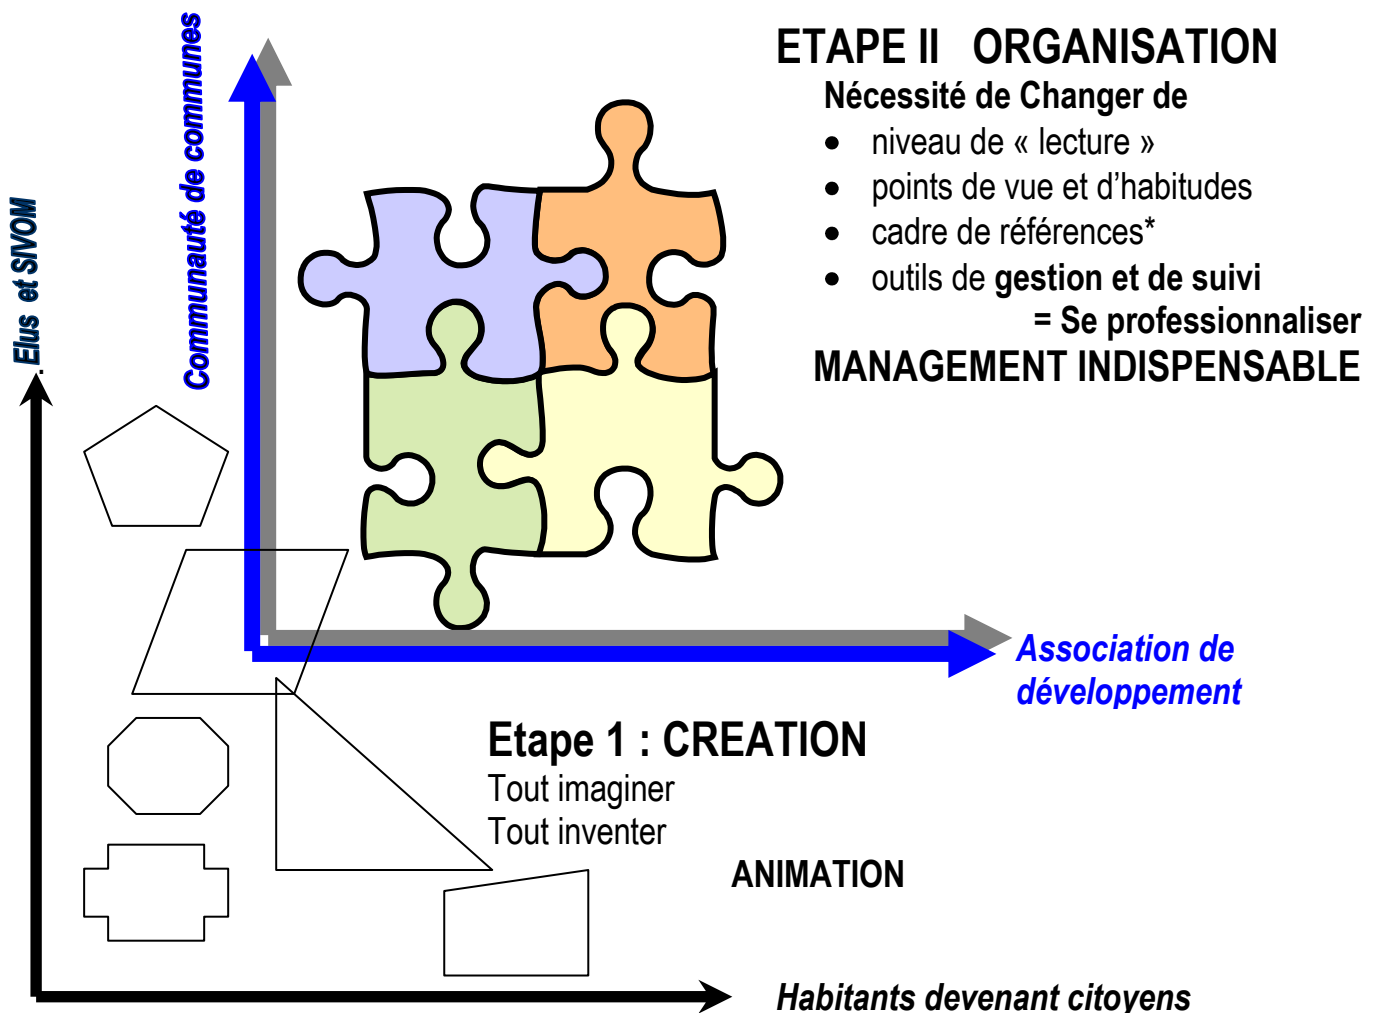 ETAPE II ORGANISATION
Nécessité de Changer de
• niveau de « lecture »
• points de vue et d’habitudes
• cadre de références*
• outils de gestion et de suivi
= Se professionnaliser
MANAGEMENT INDISPENSABLE
Communauté de communes
. Elus et SIVOM
Association de
développement
Etape 1 : CREATION
Tout imaginer
Tout inventer
ANIMATION
Habitants devenant citoyens